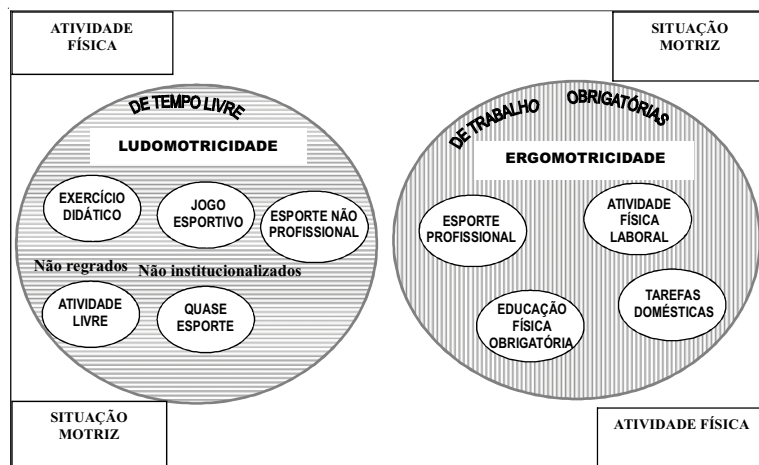 ATIVIDADE
FÍSICA
SITUAÇÃO
MOTRIZ
DE TEMPO LIVRE
LUDOMOTRICIDADE
EXERCÍCIO
DIDÁTICO
JOGO
ESPORTIVO
ESPORTE NÃO
PROFISSIONAL
Não regrados
Não institucionalizados
ATIVIDADE
LIVRE
QUASE
ESPORTE
DE TRABALHO
OBRIGATÓRIAS
ERGOMOTRICIDADE
ESPORTE
PROFISSIONAL
ATIVIDADE
FÍSICA
LABORAL
EDUCAÇÃO
FÍSICA
OBRIGATÓRIA
TAREFAS
DOMÉSTICAS
SITUAÇÃO
MOTRIZ
ATIVIDADE FÍSICA